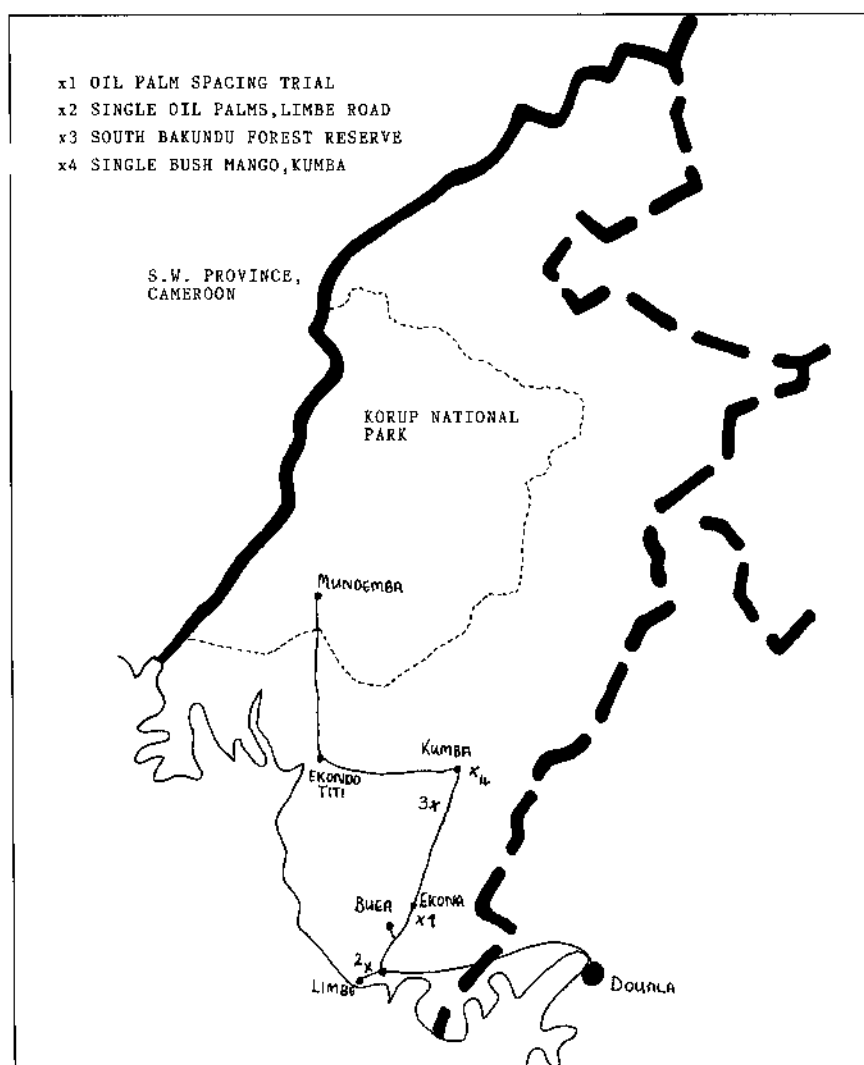 x1 OIL PALM SPACING TRIAL
x2 SINGLE OIL PALMS,LIMBE ROAD
x3 SOUTH BAKUNDU FOREST RESERVE
x4 SINGLE BUSH MANGO,KUMBA
S.W. PROVINCE,
CAMEROON
KORUP NATIONAL
PARK
MUNDEMBA
KUMBA
x4
EKONDO
TITI
3x
BUEA
EKONA
x1
2x
LIMBE
DOUALA